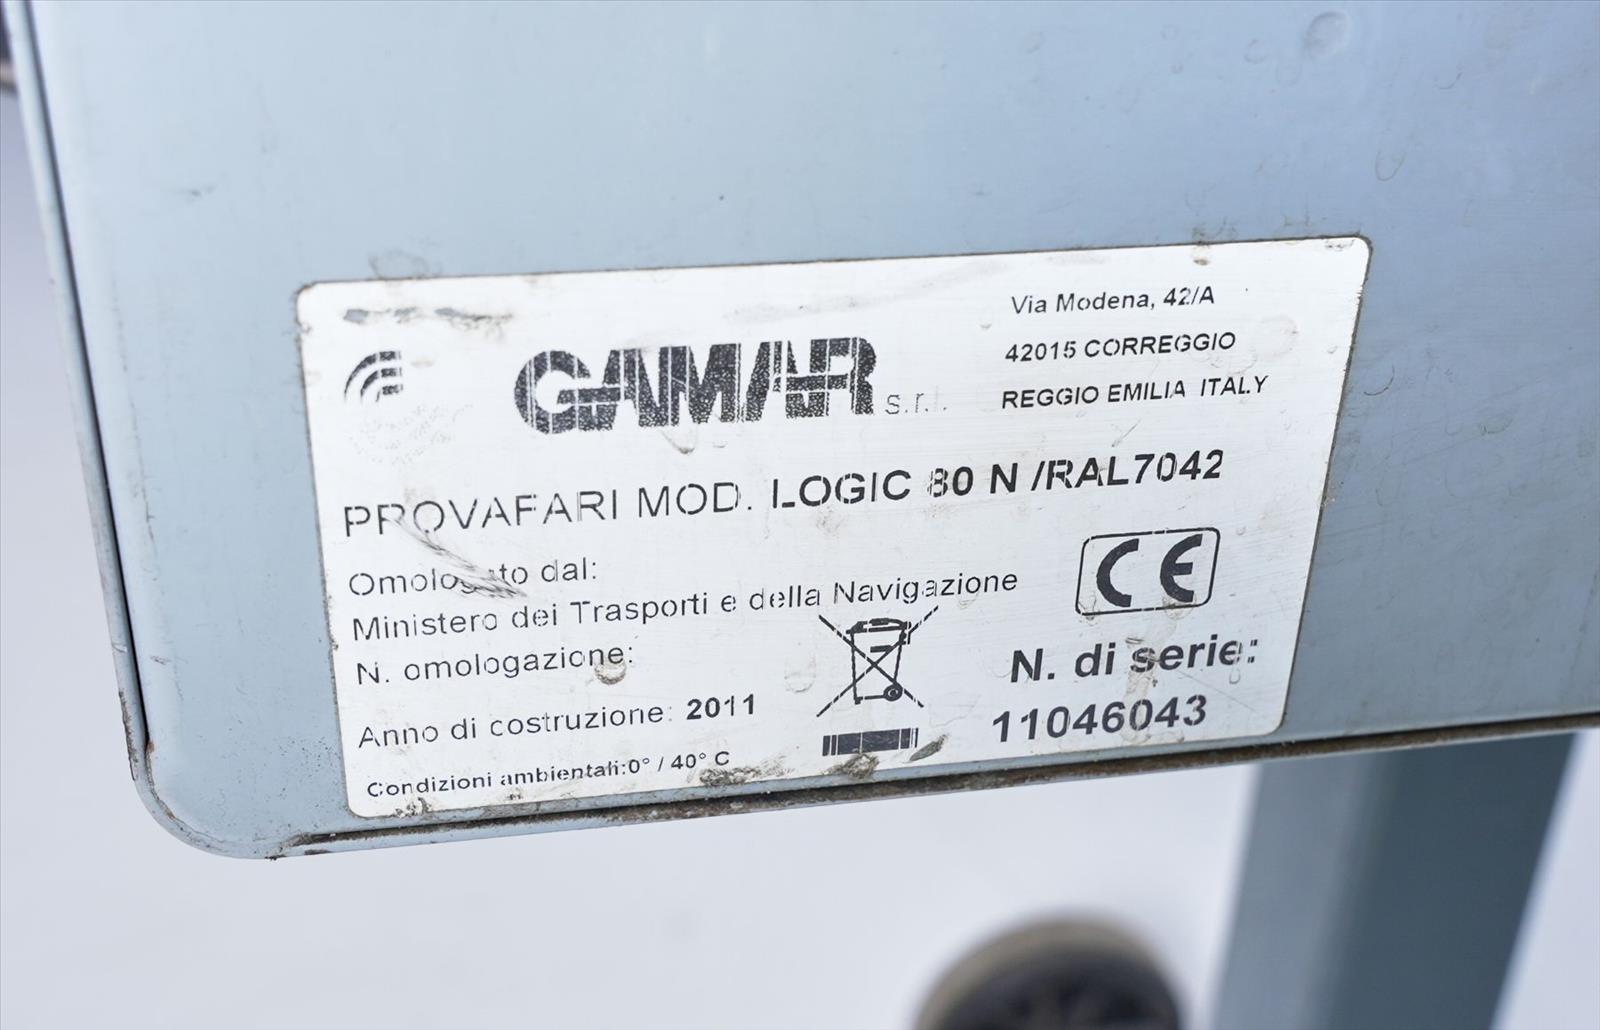 GAMAR s.r.l.
Via Modena, 42/A
42015 CORREGGIO
REGGIO EMILIA ITALY
PROVAFARI MOD. LOGIC 80 N /RAL7042
Omologato dal:
Ministero dei Trasporti e della Navigazione
N. omologazione:
CE
Anno di costruzione: 2011
N. di serie:
11046043
Condizioni ambientali:0° / 40° C